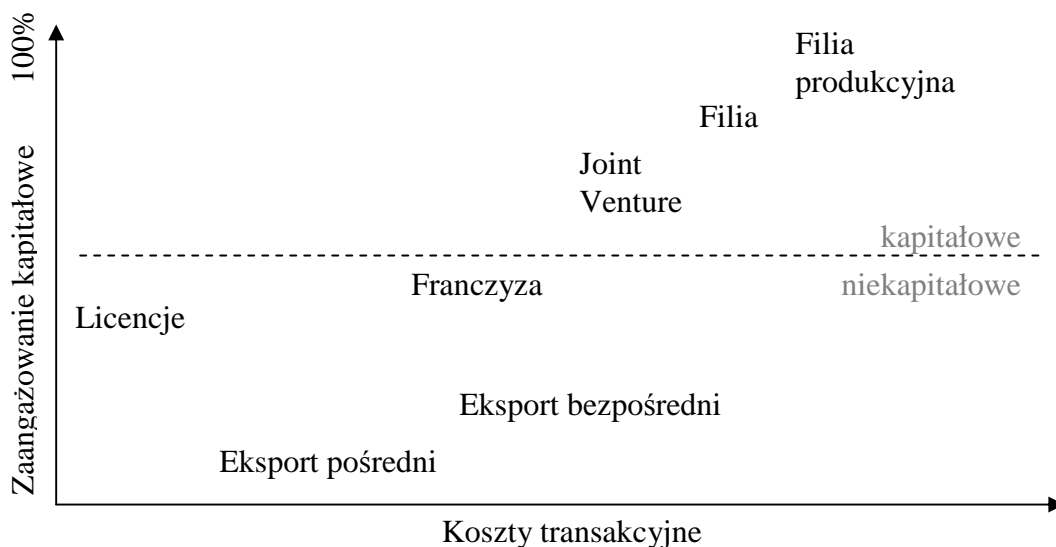 100%
Zaangażowanie kapitałowe
Filia
produkcyjna
Filia
Joint
Venture
kapitałowe
Franczyza
niekapitałowe
Licencje
Eksport bezpośredni
Eksport pośredni
Koszty transakcyjne